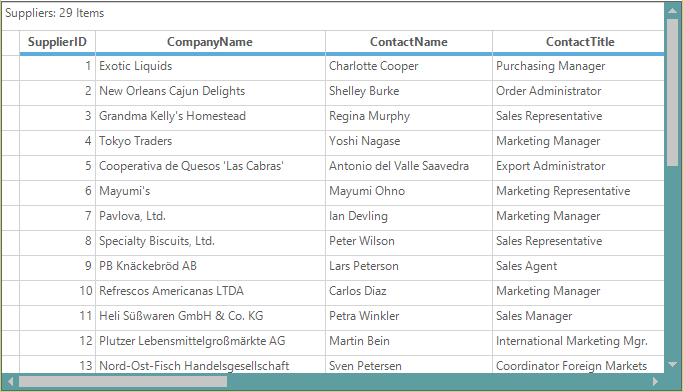 Suppliers: 29 Items
SupplierID CompanyName ContactName ContactTitle
1 Exotic Liquids Charlotte Cooper Purchasing Manager
2 New Orleans Cajun Delights Shelley Burke Order Administrator
3 Grandma Kelly's Homestead Regina Murphy Sales Representative
4 Tokyo Traders Yoshi Nagase Marketing Manager
5 Cooperativa de Quesos 'Las Cabras' Antonio del Valle Saavedra Export Administrator
6 Mayumi's Mayumi Ohno Marketing Representative
7 Pavlova, Ltd. Ian Devling Marketing Manager
8 Specialty Biscuits, Ltd. Peter Wilson Sales Representative
9 PB Knäckebröd AB Lars Peterson Sales Agent
10 Refrescos Americanas LTDA Carlos Diaz Marketing Manager
11 Heli Süßwaren GmbH & Co. KG Petra Winkler Sales Manager
12 Plutzer Lebensmittelgroßmärkte AG Martin Bein International Marketing Mgr.
13 Nord-Ost-Fisch Handelsgesellschaft Sven Petersen Coordinator Foreign Markets